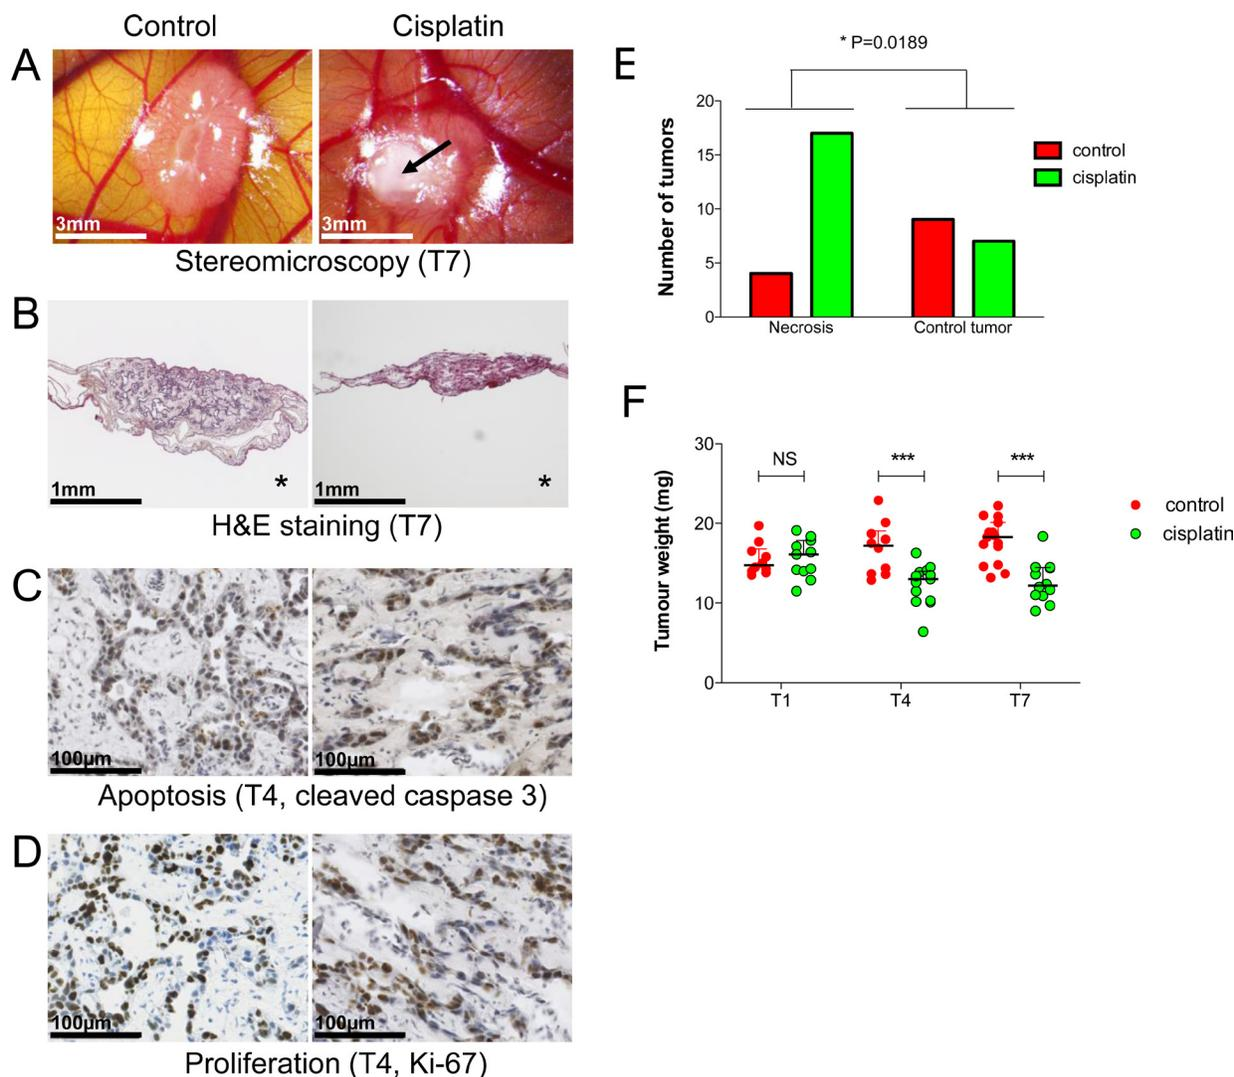 Control
Cisplatin
A
3mm
3mm
Stereomicroscopy (T7)
B
1mm
*
1mm
*
H&E staining (T7)
C
100µm
100µm
Apoptosis (T4, cleaved caspase 3)
D
100µm
100µm
Proliferation (T4, Ki-67)
E
* P=0.0189
Number of tumors
20
15
10
5
0
Necrosis
Control tumor
control
cisplatin
F
Tumour weight (mg)
30
20
10
0
NS
***
***
T1
T4
T7
control
cisplatin